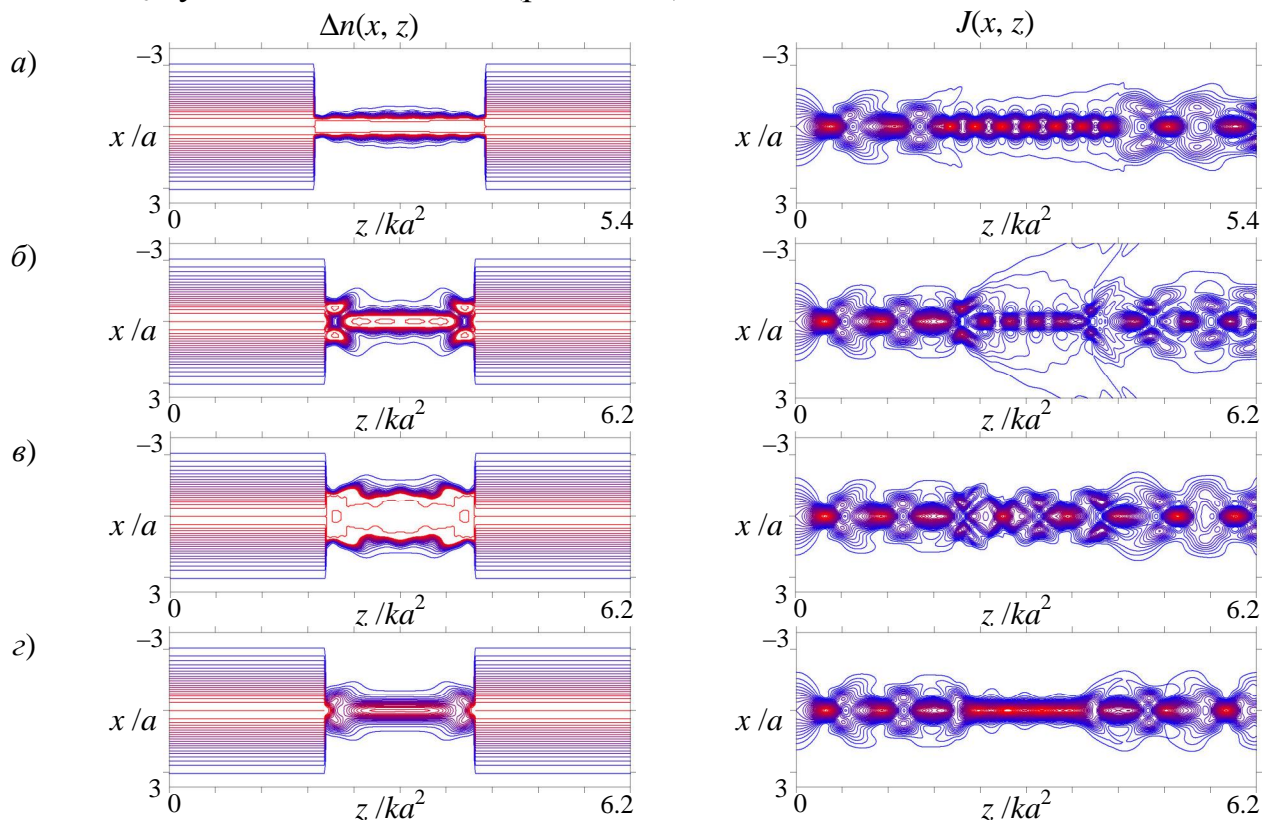 Δn(x, z) J(x, z)
а) –3 –3
x /a x /a
3 3
0 z /ka² 5.4 0 z /ka² 5.4
б) –3 –3
x /a x /a
3 3
0 z /ka² 6.2 0 z /ka² 6.2
в) –3 –3
x /a x /a
3 3
0 z /ka² 6.2 0 z /ka² 6.2
г) –3 –3
x /a x /a
3 3
0 z /ka² 6.2 0 z /ka² 6.2